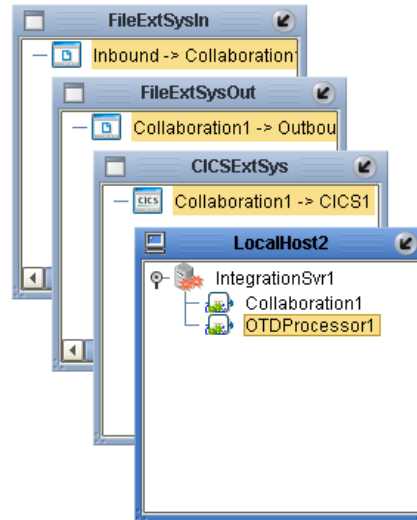 FileExtSysIn
Inbound -> Collaboration1
FileExtSysOut
Collaboration1 -> Outbou
CICSExtSys
CICS Collaboration1 -> CICS1
LocalHost2
IntegrationSvr1
Collaboration1
OTDProcessor1